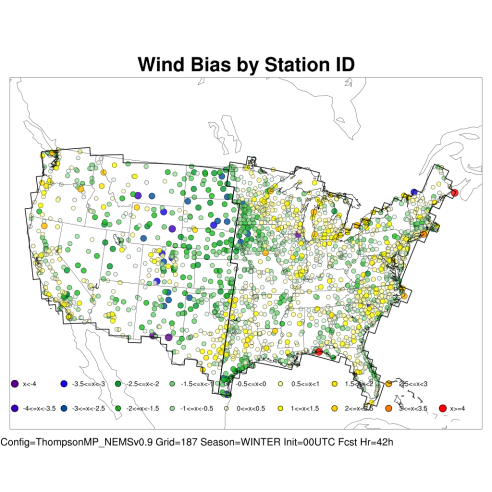 Wind Bias by Station ID
x<-4 -3.5<=x<-3 -2.5<=x<-2 -1.5<=x<-1 -0.5<=x<0 0.5<=x<1 1.5<=x<2 2.5<=x<3
-4<=x<-3.5 -3<=x<-2.5 -2<=x<-1.5 -1<=x<-0.5 0<=x<0.5 1<=x<1.5 2<=x<2.5 3<=x<3.5 x>=4
Config=ThompsonMP_NEMSv0.9 Grid=187 Season=WINTER Init=00UTC Fcst Hr=42h